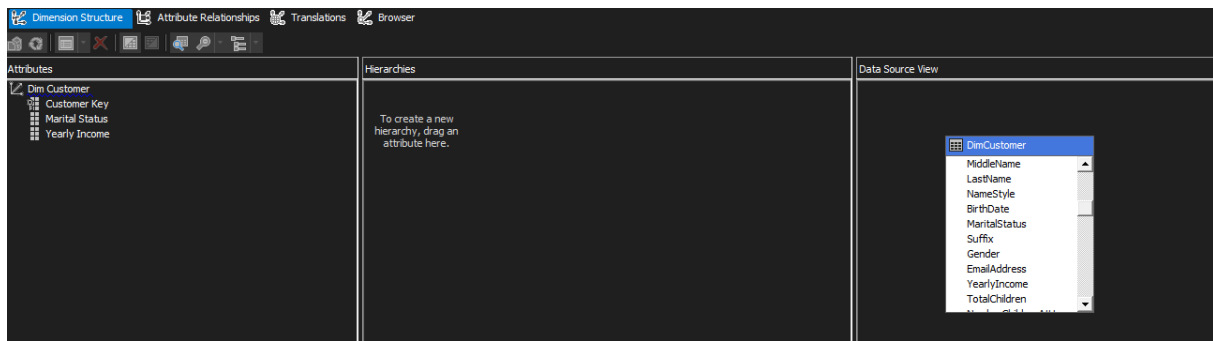 Dimension Structure Attribute Relationships Translations Browser
Attributes
Hierarchies
Data Source View
Dim Customer
Customer Key
Marital Status
Yearly Income
To create a new
hierarchy, drag an
attribute here.
DimCustomer
MiddleName
LastName
NameStyle
BirthDate
MaritalStatus
Suffix
Gender
EmailAddress
YearlyIncome
TotalChildren